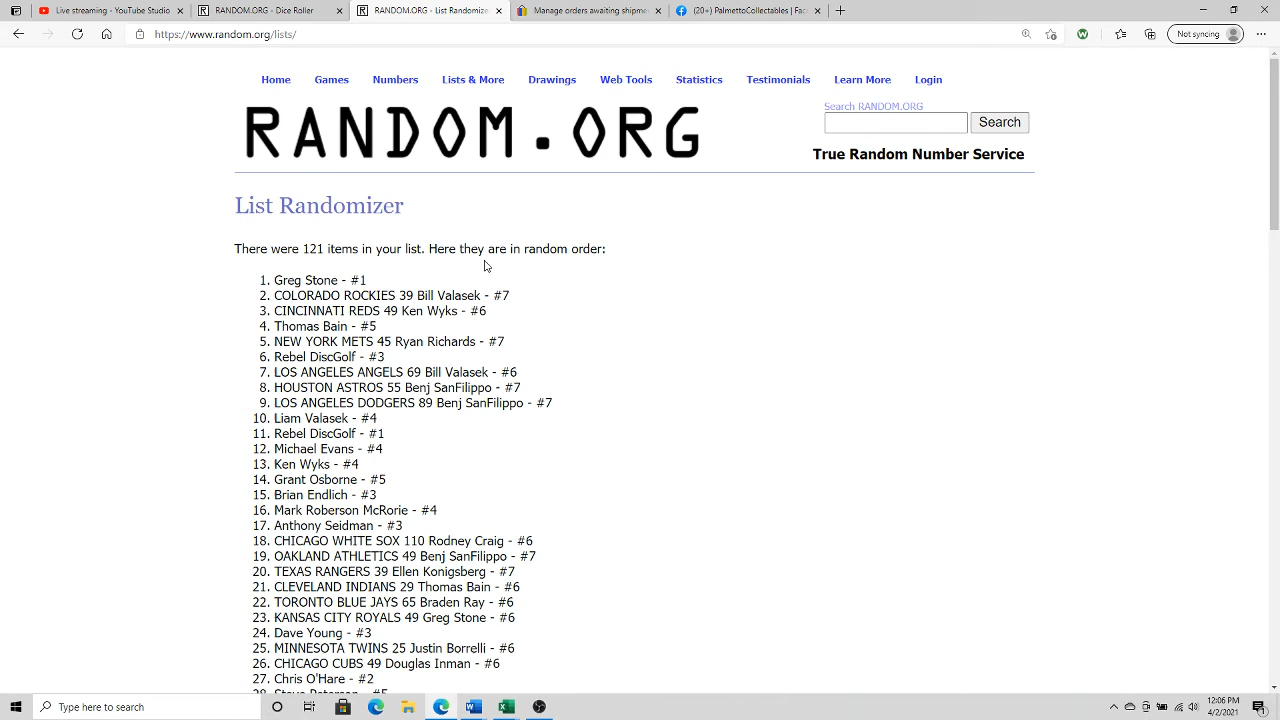 Live streaming - YouTube Studio
RANDOM.ORG - Dice Roller
RANDOM.ORG - List Randomizer
Manage orders awaiting shipme
(20+) PalmettoCollectables | Fac
https://www.random.org/lists/
Not syncing
Home Games Numbers Lists & More Drawings Web Tools Statistics Testimonials Learn More Login
RANDOM.ORG
Search RANDOM.ORG
Search
True Random Number Service
List Randomizer
There were 121 items in your list. Here they are in random order:
1. Greg Stone - #1
2. COLORADO ROCKIES 39 Bill Valasek - #7
3. CINCINNATI REDS 49 Ken Wyks - #6
4. Thomas Bain - #5
5. NEW YORK METS 45 Ryan Richards - #7
6. Rebel DiscGolf - #3
7. LOS ANGELES ANGELS 69 Bill Valasek - #6
8. HOUSTON ASTROS 55 Benj SanFilippo - #7
9. LOS ANGELES DODGERS 89 Benj SanFilippo - #7
10. Liam Valasek - #4
11. Rebel DiscGolf - #1
12. Michael Evans - #4
13. Ken Wyks - #4
14. Grant Osborne - #5
15. Brian Endlich - #3
16. Mark Roberson McRorie - #4
17. Anthony Seidman - #3
18. CHICAGO WHITE SOX 110 Rodney Craig - #6
19. OAKLAND ATHLETICS 49 Benj SanFilippo - #7
20. TEXAS RANGERS 39 Ellen Konigsberg - #7
21. CLEVELAND INDIANS 29 Thomas Bain - #6
22. TORONTO BLUE JAYS 65 Braden Ray - #6
23. KANSAS CITY ROYALS 49 Greg Stone - #6
24. Dave Young - #3
25. MINNESOTA TWINS 25 Justin Borrelli - #6
26. CHICAGO CUBS 49 Douglas Inman - #6
27. Chris O'Hare - #2
Type here to search
12:06 PM
4/2/2021